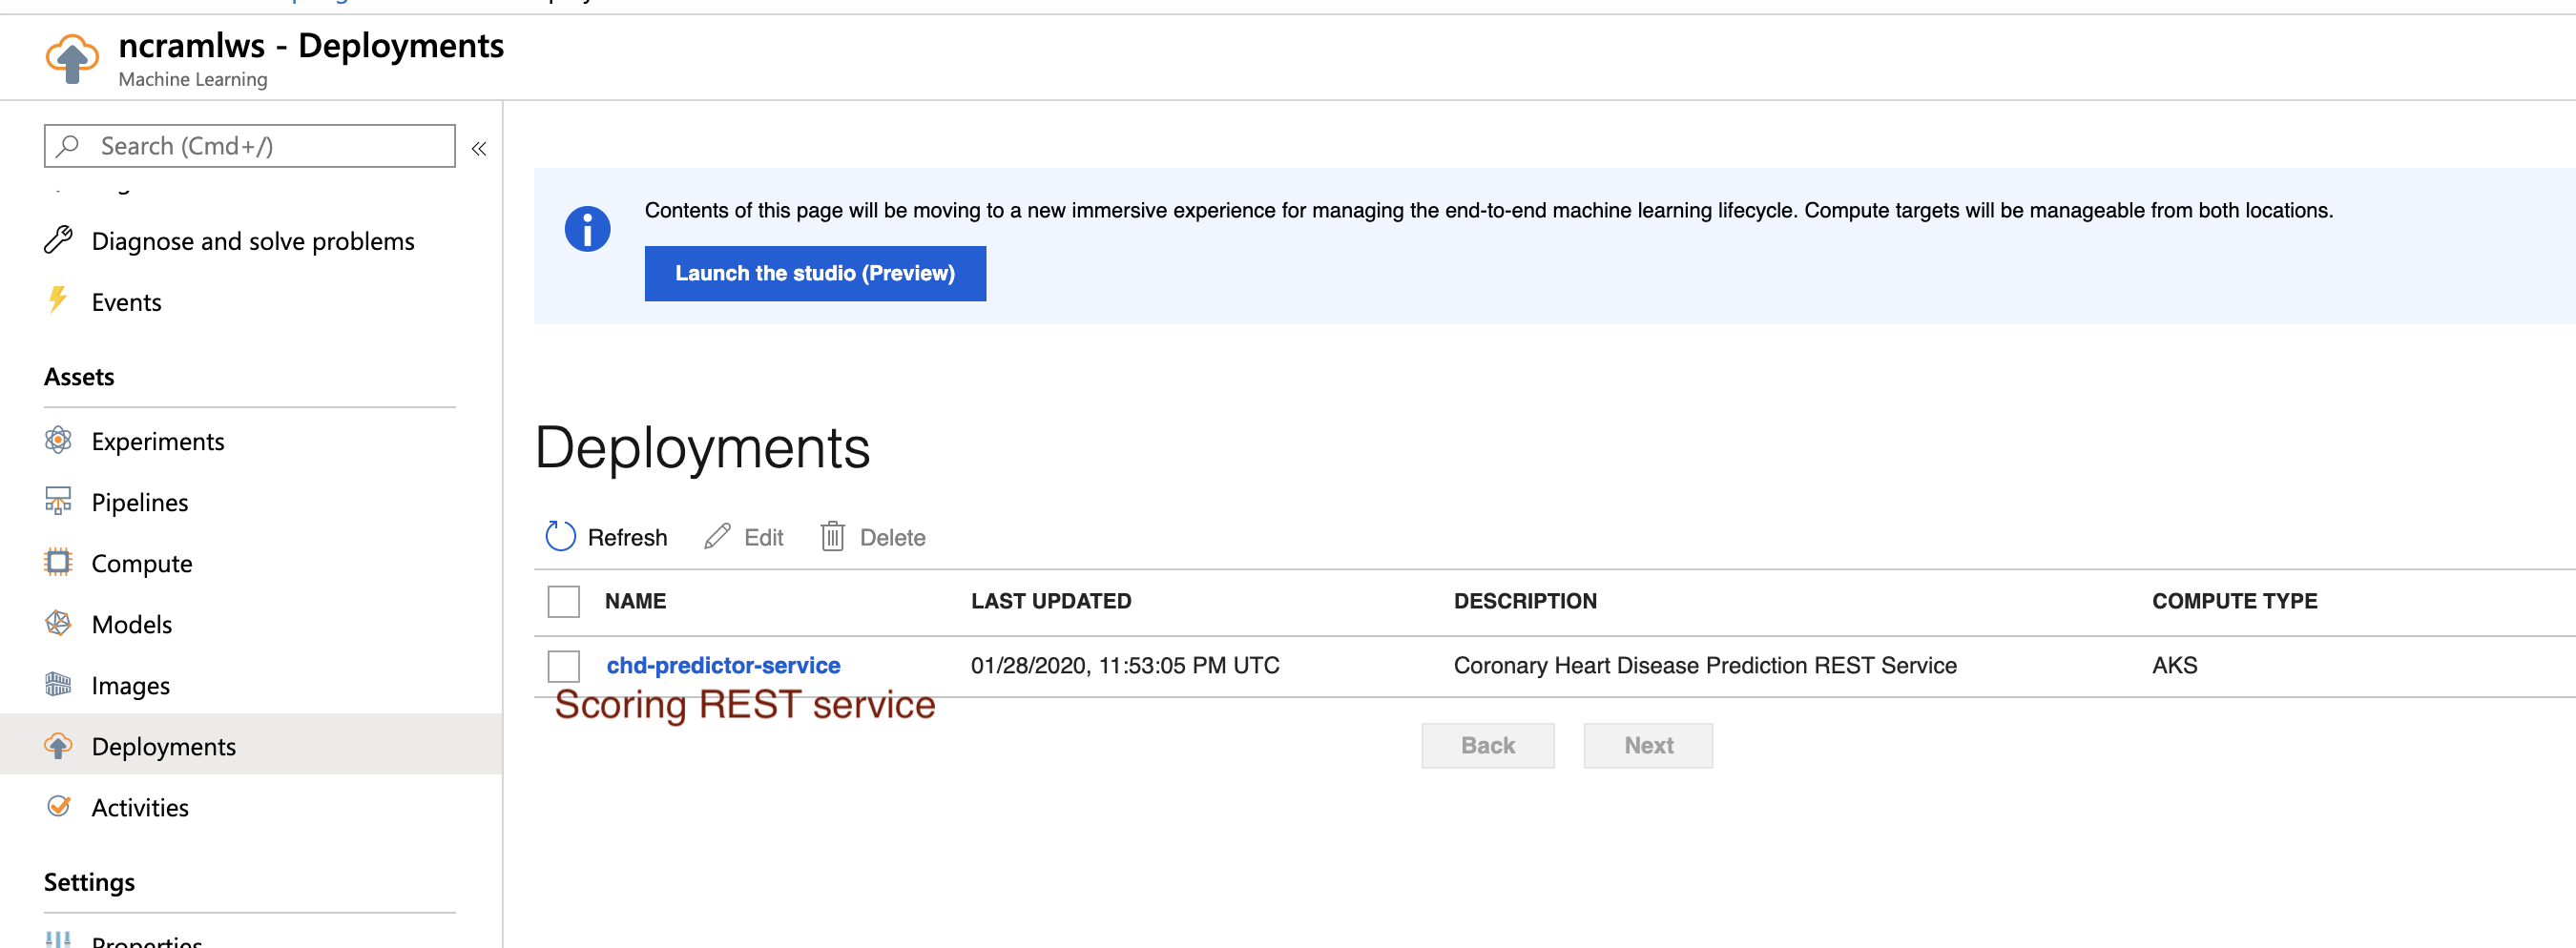 ncramlws - Deployments
Machine Learning
Search (Cmd+/)
«
Diagnose and solve problems
Events
Assets
Experiments
Pipelines
Compute
Models
Images
Deployments
Activities
Settings
Properties
Contents of this page will be moving to a new immersive experience for managing the end-to-end machine learning lifecycle. Compute targets will be manageable from both locations.
Launch the studio (Preview)
Deployments
Refresh Edit Delete
NAME LAST UPDATED DESCRIPTION COMPUTE TYPE
chd-predictor-service 01/28/2020, 11:53:05 PM UTC Coronary Heart Disease Prediction REST Service AKS
Scoring REST service
Back Next